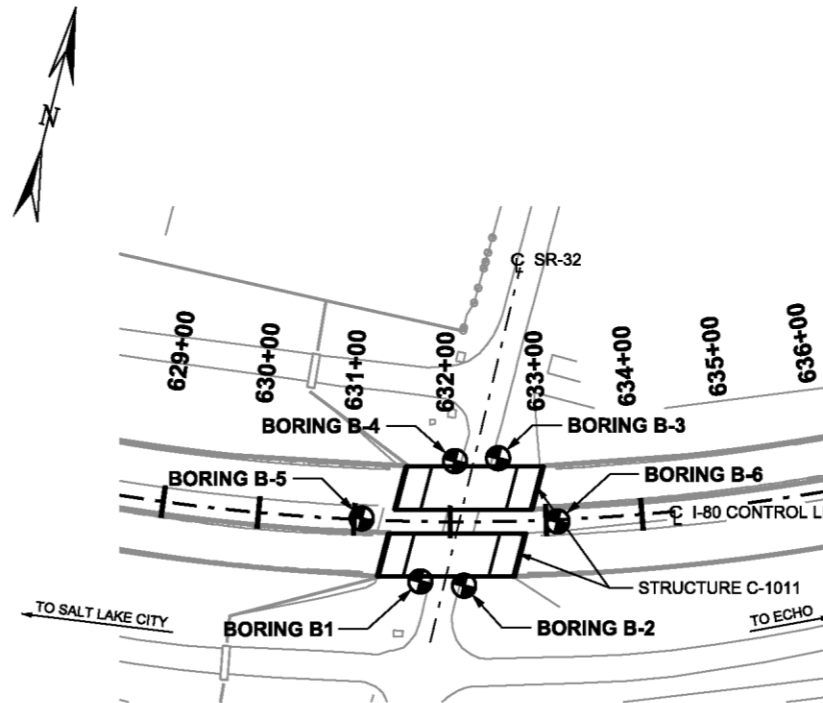 N
℄ SR-32
629+00
630+00
631+00
632+00
633+00
634+00
635+00
636+00
BORING B-4
BORING B-3
BORING B-5
BORING B-6
℄ I-80 CONTROL LI
STRUCTURE C-1011
TO SALT LAKE CITY
BORING B1
BORING B-2
TO ECHO